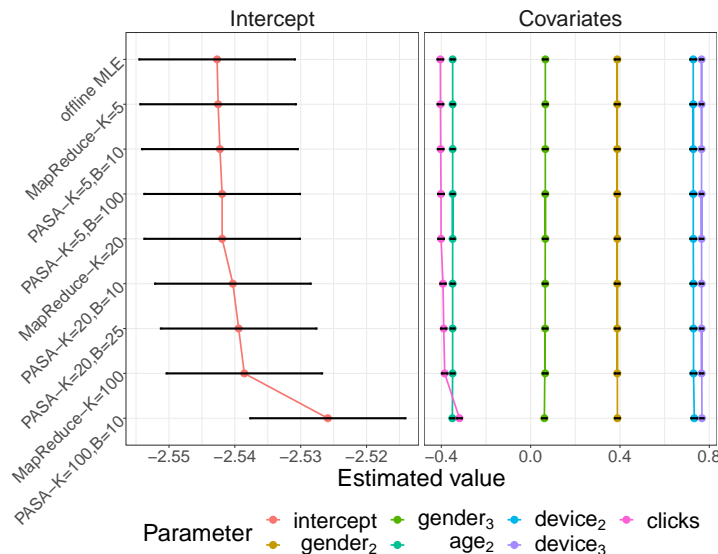 Intercept
Covariates
offline MLE
MapReduce−K=5
PASA−K=5,B=10
PASA−K=5,B=100
MapReduce−K=20
PASA−K=20,B=10
PASA−K=20,B=25
MapReduce−K=100
PASA−K=100,B=10
−2.55 −2.54 −2.53 −2.52
−0.4 0.0 0.4 0.8
Estimated value
Parameter
intercept gender₃ device₂ clicks
gender₂ age₂ device₃